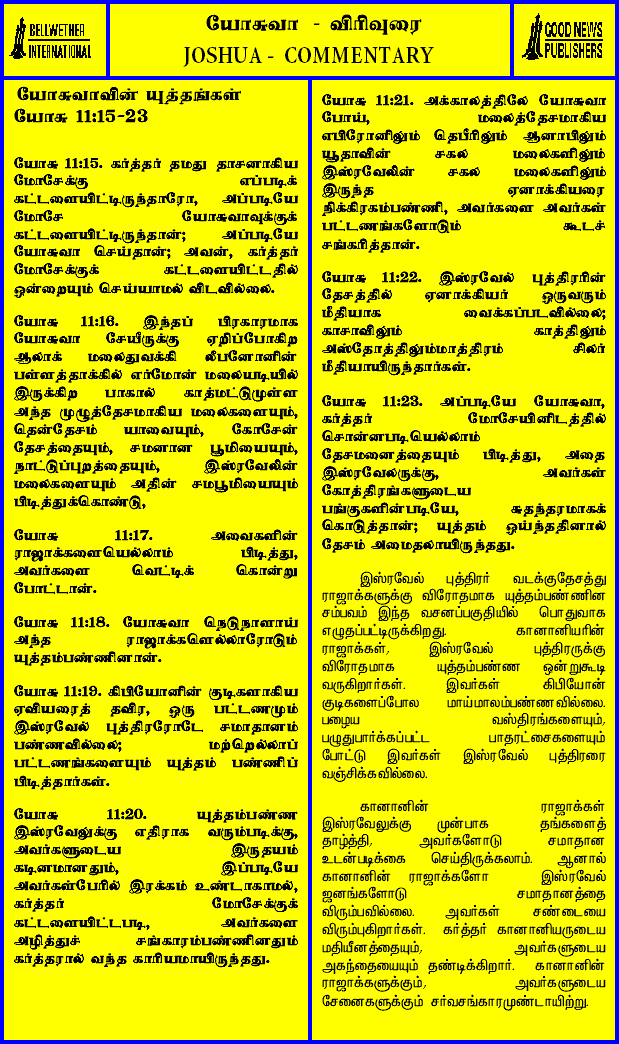 BELLWETHER
INTERNATIONAL
யோசுவா - விரிவுரை
JOSHUA - COMMENTARY
GOOD NEWS
PUBLISHERS
யோசுவாவின் யுத்தங்கள்
யோசு 11:15-23
யோசு 11:15. கர்த்தர் தமது தாசனாகிய
மோசேக்கு எப்படிக்
கட்டளையிட்டிருந்தாரோ, அப்படியே
மோசே யோசுவாவுக்குக்
கட்டளையிட்டிருந்தான்; அப்படியே
யோசுவா செய்தான்; அவன், கர்த்தர்
மோசேக்குக் கட்டளையிட்டதில்
ஒன்றையும் செய்யாமல் விடவில்லை.
யோசு 11:16. இந்தப் பிரகாரமாக
யோசுவா சேயீருக்கு ஏறிப்போகிற
ஆலாக் மலைதுவக்கி லீபனோனின்
பள்ளத்தாக்கில் எர்மோன் மலையடியில்
இருக்கிற பாகால் காத்மட்டுமுள்ள
அந்த முழுத்தேசமாகிய மலைகளையும்,
தென்தேசம் யாவையும், கோசேன்
தேசத்தையும், சமனான பூமியையும்,
நாட்டுப்புறத்தையும், இஸ்ரவேலின்
மலைகளையும் அதின் சமபூமியையும்
பிடித்துக்கொண்டு,
யோசு 11:17. அவைகளின்
ராஜாக்களையெல்லாம் பிடித்து,
அவர்களை வெட்டிக் கொன்று
போட்டான்.
யோசு 11:18. யோசுவா நெடுநாளாய்
அந்த ராஜாக்களெல்லாரோடும்
யுத்தம்பண்ணினான்.
யோசு 11:19. கிபியோனின் குடிகளாகிய
ஏவியரைத் தவிர, ஒரு பட்டணமும்
இஸ்ரவேல் புத்திரரோடே சமாதானம்
பண்ணவில்லை; மற்றெல்லாப்
பட்டணங்களையும் யுத்தம் பண்ணிப்
பிடித்தார்கள்.
யோசு 11:20. யுத்தம்பண்ண
இஸ்ரவேலுக்கு எதிராக வரும்படிக்கு,
அவர்களுடைய இருதயம்
கடினமானதும், இப்படியே
அவர்கள்பேரில் இரக்கம் உண்டாகாமல்,
கர்த்தர் மோசேக்குக்
கட்டளையிட்டபடி, அவர்களை
அழித்துச் சங்காரம்பண்ணினதும்
கர்த்தரால் வந்த காரியமாயிருந்தது.
யோசு 11:21. அக்காலத்திலே யோசுவா
போய், மலைத்தேசமாகிய
எபிரோனிலும் தெபீரிலும் ஆனாபிலும்
யூதாவின் சகல மலைகளிலும்
இஸ்ரவேலின் சகல மலைகளிலும்
இருந்த ஏனாக்கியரை
நிக்கிரகம்பண்ணி, அவர்களை அவர்கள்
பட்டணங்களோடும் கூடச்
சங்கரித்தான்.
யோசு 11:22. இஸ்ரவேல் புத்திரரின்
தேசத்தில் ஏனாக்கியர் ஒருவரும்
மீதியாக வைக்கப்படவில்லை;
காசாவிலும் காத்திலும்
அஸ்தோத்திலும்மாத்திரம் சிலர்
மீதியாயிருந்தார்கள்.
யோசு 11:23. அப்படியே யோசுவா,
கர்த்தர் மோசேயினிடத்தில்
சொன்னபடியெல்லாம்
தேசமனைத்தையும் பிடித்து, அதை
இஸ்ரவேலருக்கு, அவர்கள்
கோத்திரங்களுடைய
பங்குகளின்படியே, சுதந்தரமாகக்
கொடுத்தான்; யுத்தம் ஓய்ந்ததினால்
தேசம் அமைதலாயிருந்தது.
இஸ்ரவேல் புத்திரர் வடக்குதேசத்து
ராஜாக்களுக்கு விரோதமாக யுத்தம்பண்ணின
சம்பவம் இந்த வசனப்பகுதியில் பொதுவாக
எழுதப்பட்டிருக்கிறது. கானானியரின்
ராஜாக்கள், இஸ்ரவேல் புத்திரருக்கு
விரோதமாக யுத்தம்பண்ண ஒன்றுகூடி
வருகிறார்கள். இவர்கள் கிபியோன்
குடிகளைப்போல மாய்மாலம்பண்ணவில்லை.
பழைய வஸ்திரங்களையும்,
பழுதுபார்க்கப்பட்ட பாதரட்சைகளையும்
போட்டு இவர்கள் இஸ்ரவேல் புத்திரரை
வஞ்சிக்கவில்லை.
கானானின் ராஜாக்கள்
இஸ்ரவேலுக்கு முன்பாக தங்களைத்
தாழ்த்தி, அவர்களோடு சமாதான
உடன்படிக்கை செய்திருக்கலாம். ஆனால்
கானானின் ராஜாக்களோ இஸ்ரவேல்
ஜனங்களோடு சமாதானத்தை
விரும்பவில்லை. அவர்கள் சண்டையை
விரும்புகிறார்கள். கர்த்தர் கானானியருடைய
மதியீனத்தையும், அவர்களுடைய
அகந்தையையும் தண்டிக்கிறார். கானானின்
ராஜாக்களுக்கும், அவர்களுடைய
சேனைகளுக்கும் சர்வசங்காரமுண்டாயிற்று.